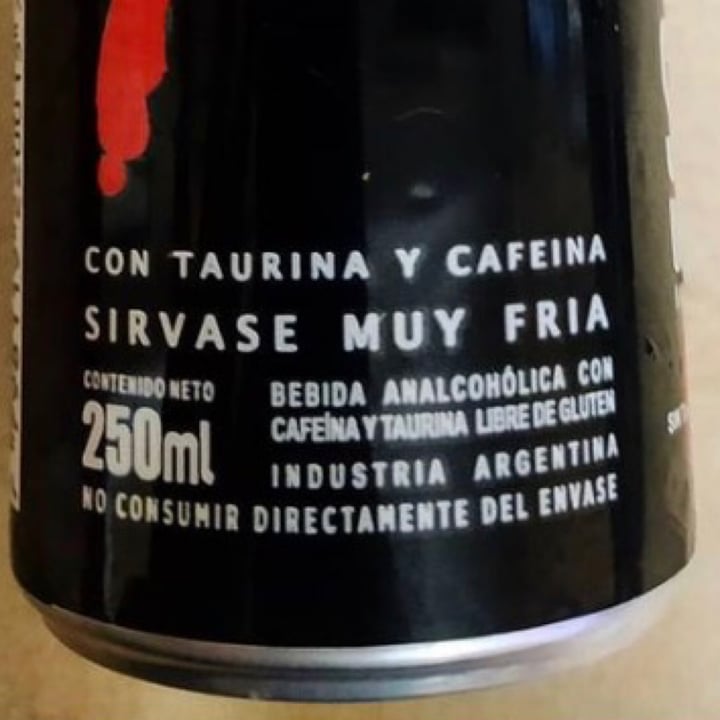 CON TAURINA Y CAFEINA
SIRVASE MUY FRIA
CONTENIDO NETO
250ml
BEBIDA ANALCOHÓLICA CON
CAFEÍNA Y TAURINA LIBRE DE GLUTEN
INDUSTRIA ARGENTINA
NO CONSUMIR DIRECTAMENTE DEL ENVASE